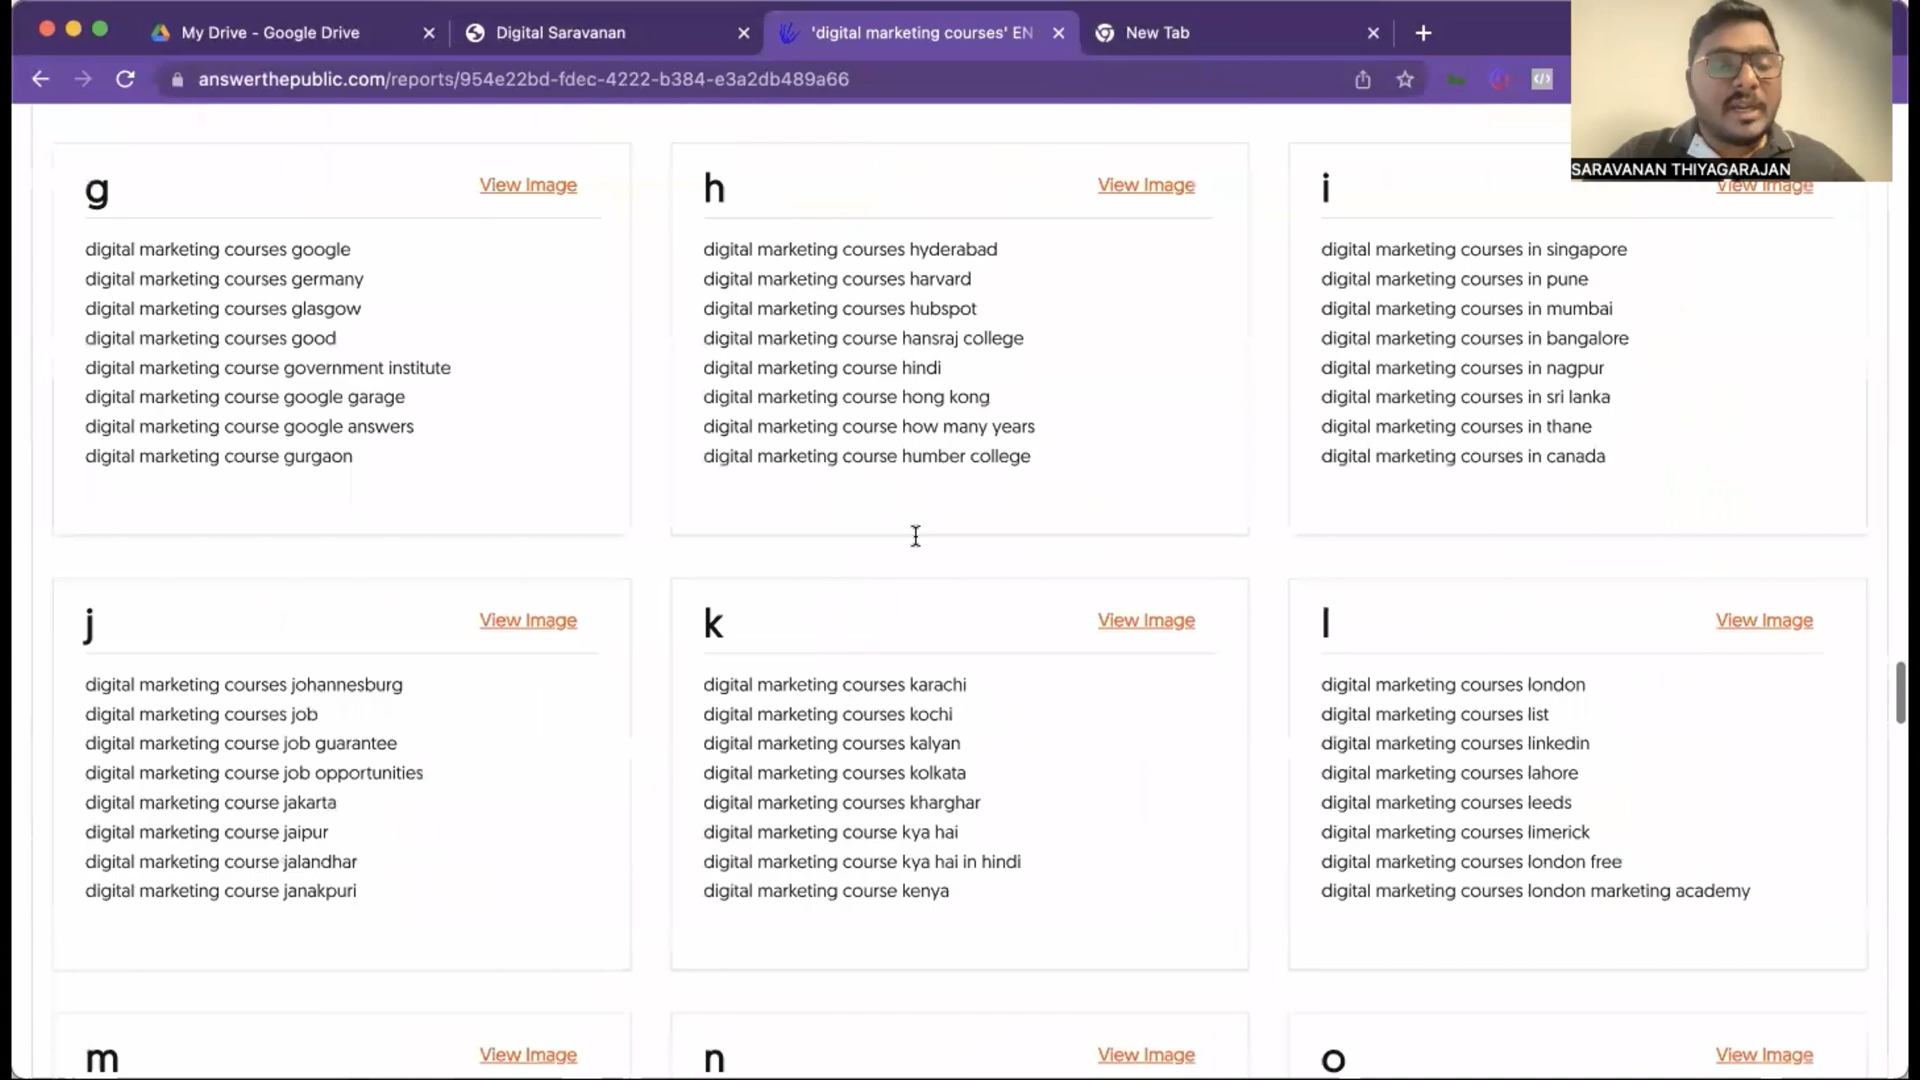 My Drive - Google Drive
Digital Saravanan
'digital marketing courses' EN
New Tab
answerthepublic.com/reports/954e22bd-fdec-4222-b384-e3a2db489a66
SARAVANAN THIYAGARAJAN
g
View Image
digital marketing courses google
digital marketing courses germany
digital marketing courses glasgow
digital marketing courses good
digital marketing course government institute
digital marketing course google garage
digital marketing course google answers
digital marketing course gurgaon
h
View Image
digital marketing courses hyderabad
digital marketing courses harvard
digital marketing courses hubspot
digital marketing course hansraj college
digital marketing course hindi
digital marketing course hong kong
digital marketing course how many years
digital marketing course humber college
i
View Image
digital marketing courses in singapore
digital marketing courses in pune
digital marketing courses in mumbai
digital marketing courses in bangalore
digital marketing courses in nagpur
digital marketing courses in sri lanka
digital marketing courses in thane
digital marketing courses in canada
j
View Image
digital marketing courses johannesburg
digital marketing courses job
digital marketing course job guarantee
digital marketing course job opportunities
digital marketing course jakarta
digital marketing course jaipur
digital marketing course jalandhar
digital marketing course janakpuri
k
View Image
digital marketing courses karachi
digital marketing courses kochi
digital marketing courses kalyan
digital marketing courses kolkata
digital marketing courses kharghar
digital marketing course kya hai
digital marketing course kya hai in hindi
digital marketing course kenya
l
View Image
digital marketing courses london
digital marketing courses list
digital marketing courses linkedin
digital marketing courses lahore
digital marketing courses leeds
digital marketing courses limerick
digital marketing courses london free
digital marketing courses london marketing academy
m
View Image
n
View Image
o
View Image